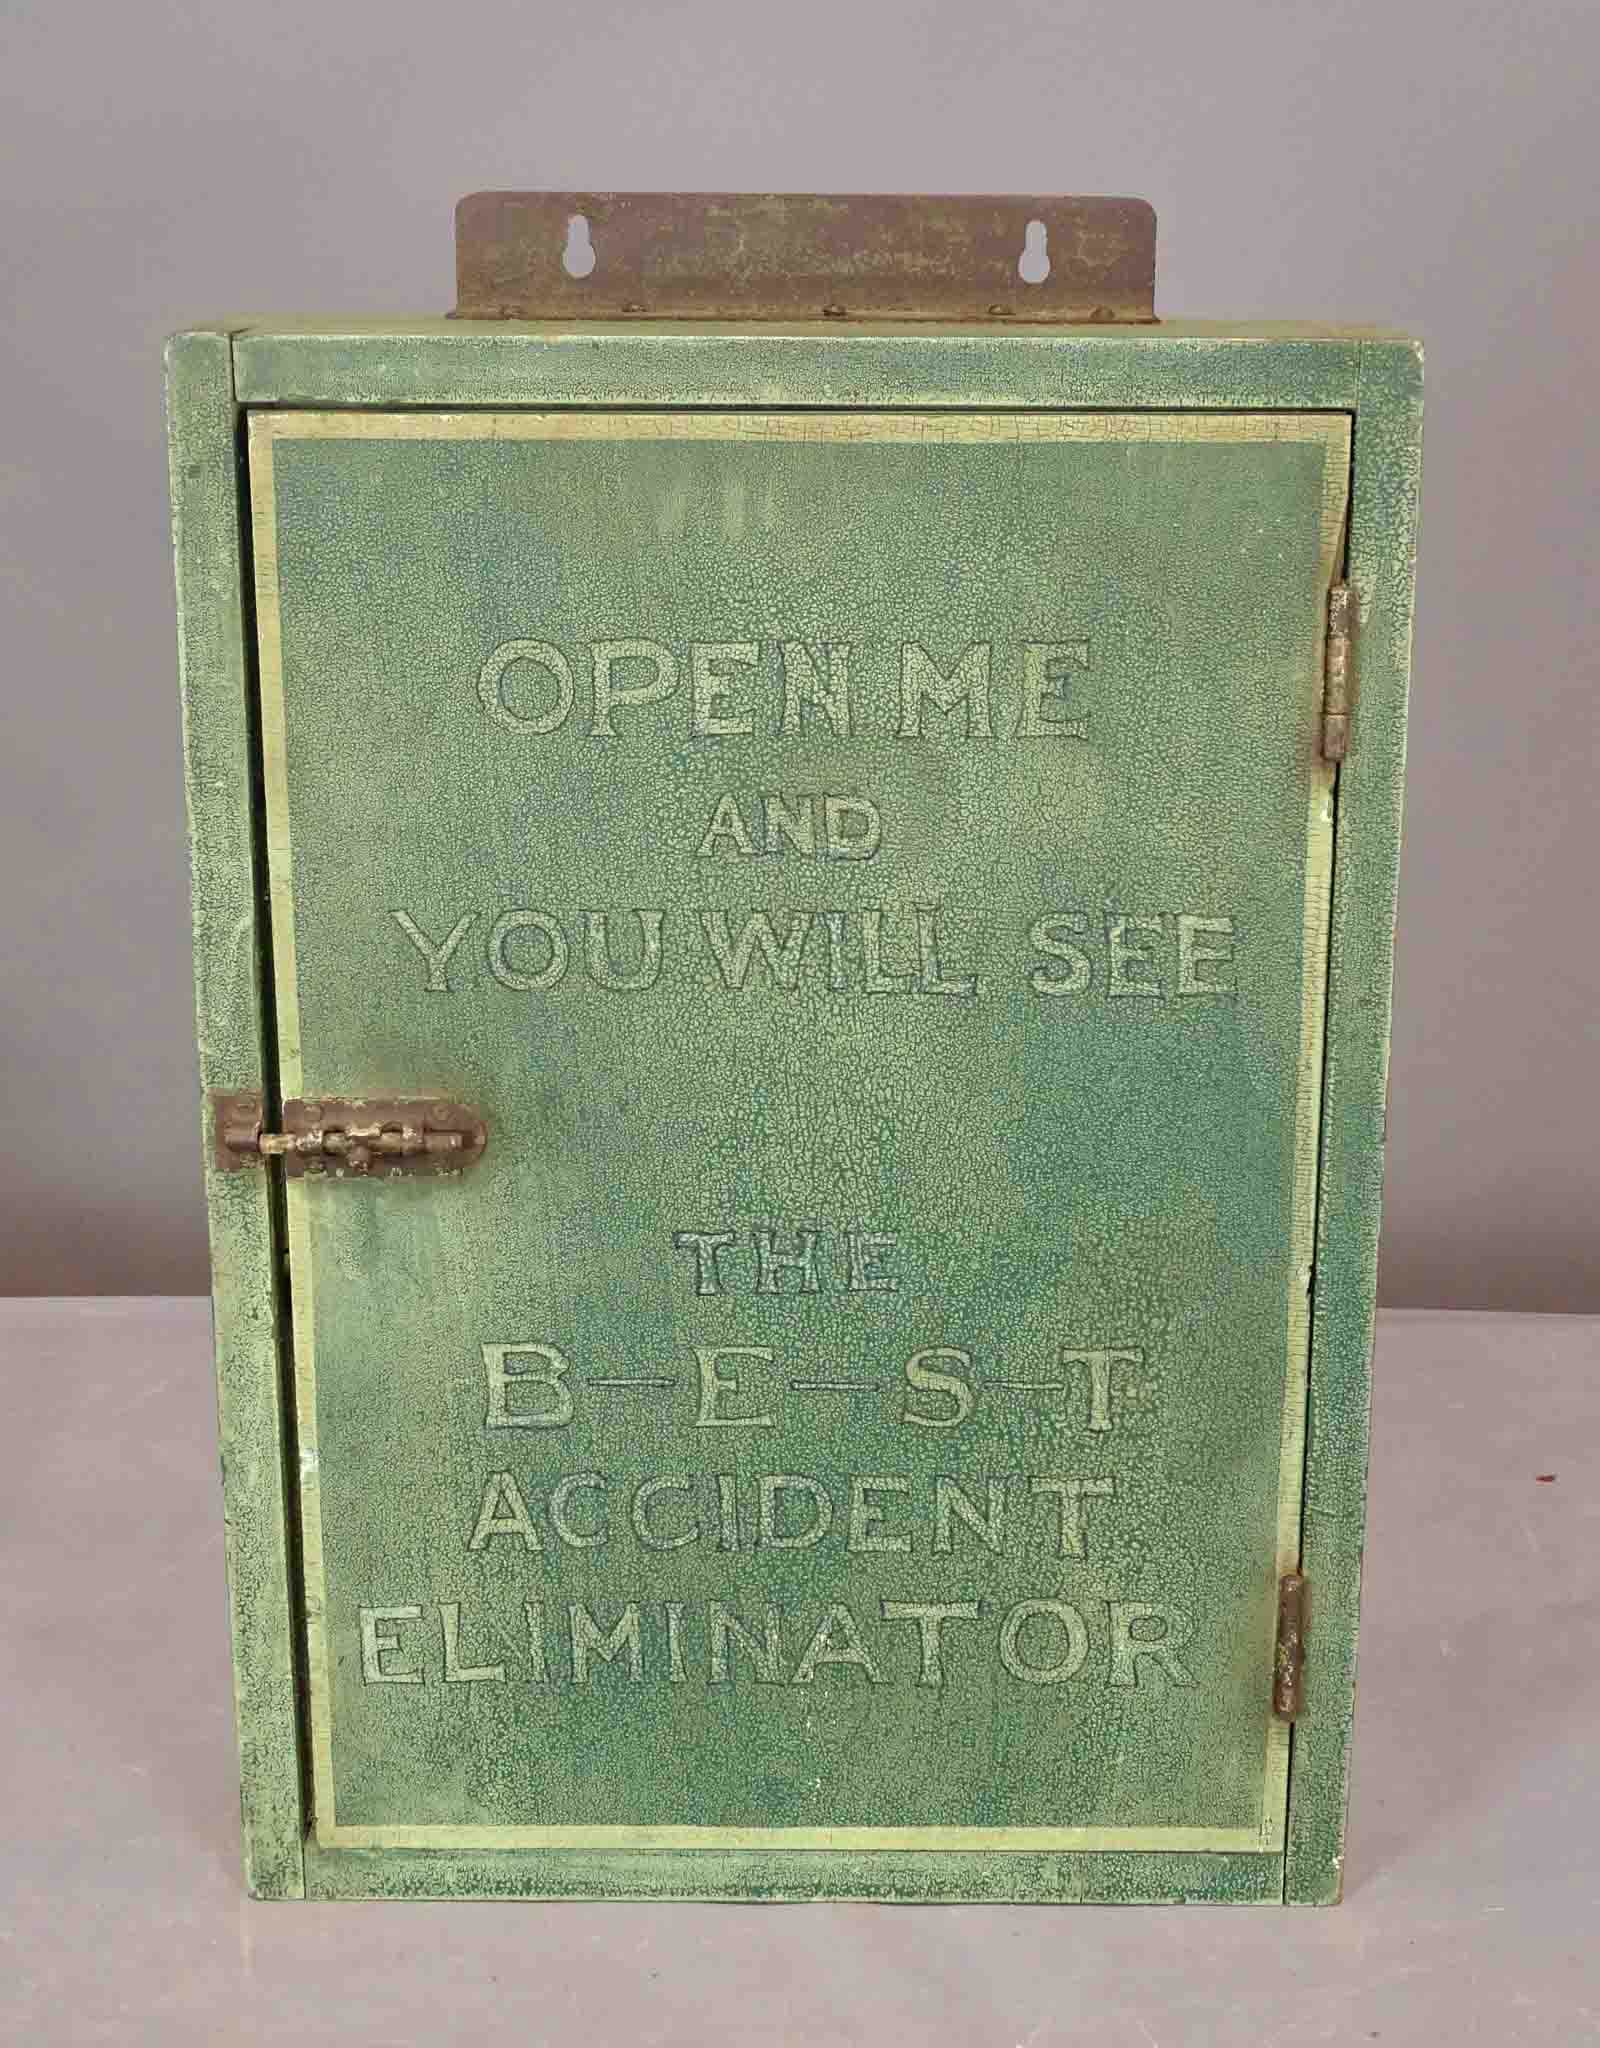 OPEN ME
AND
YOU WILL SEE
THE
B-E-S-T
ACCIDENT
ELIMINATOR